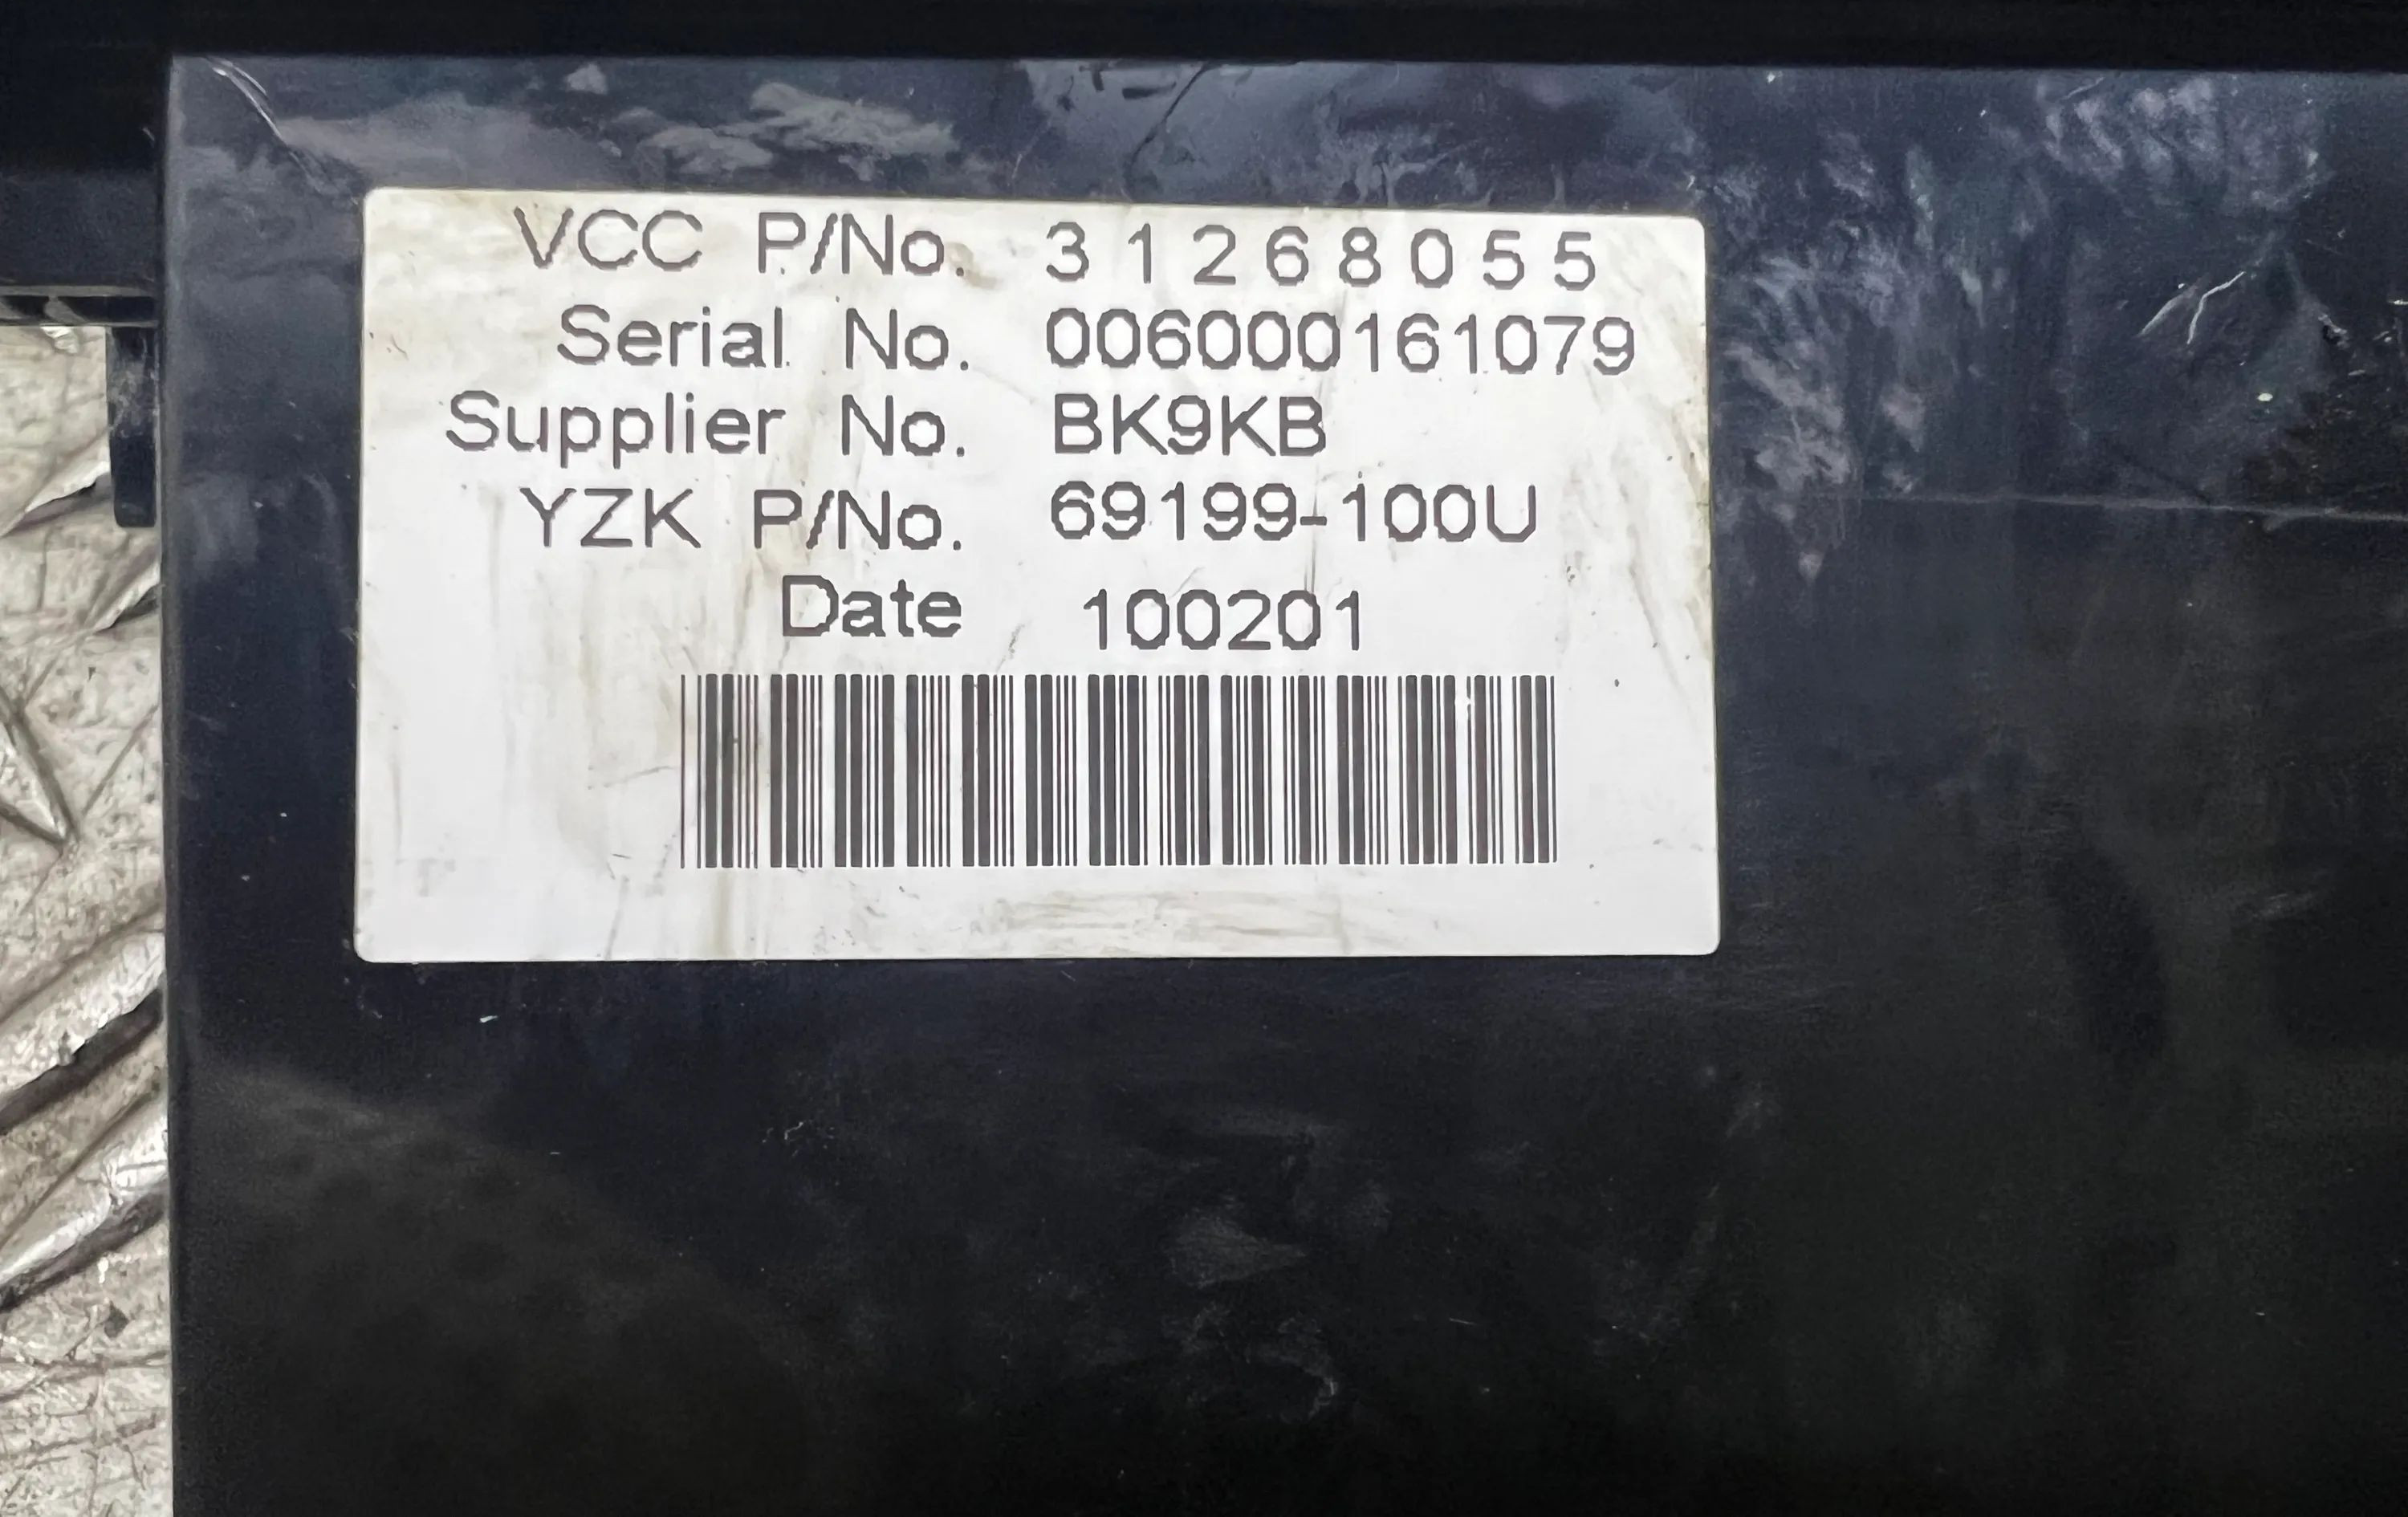 VCC P/No. 31268055
Serial No. 006000161079
Supplier No. BK9KB
YZK P/No. 69199-100U
Date 100201